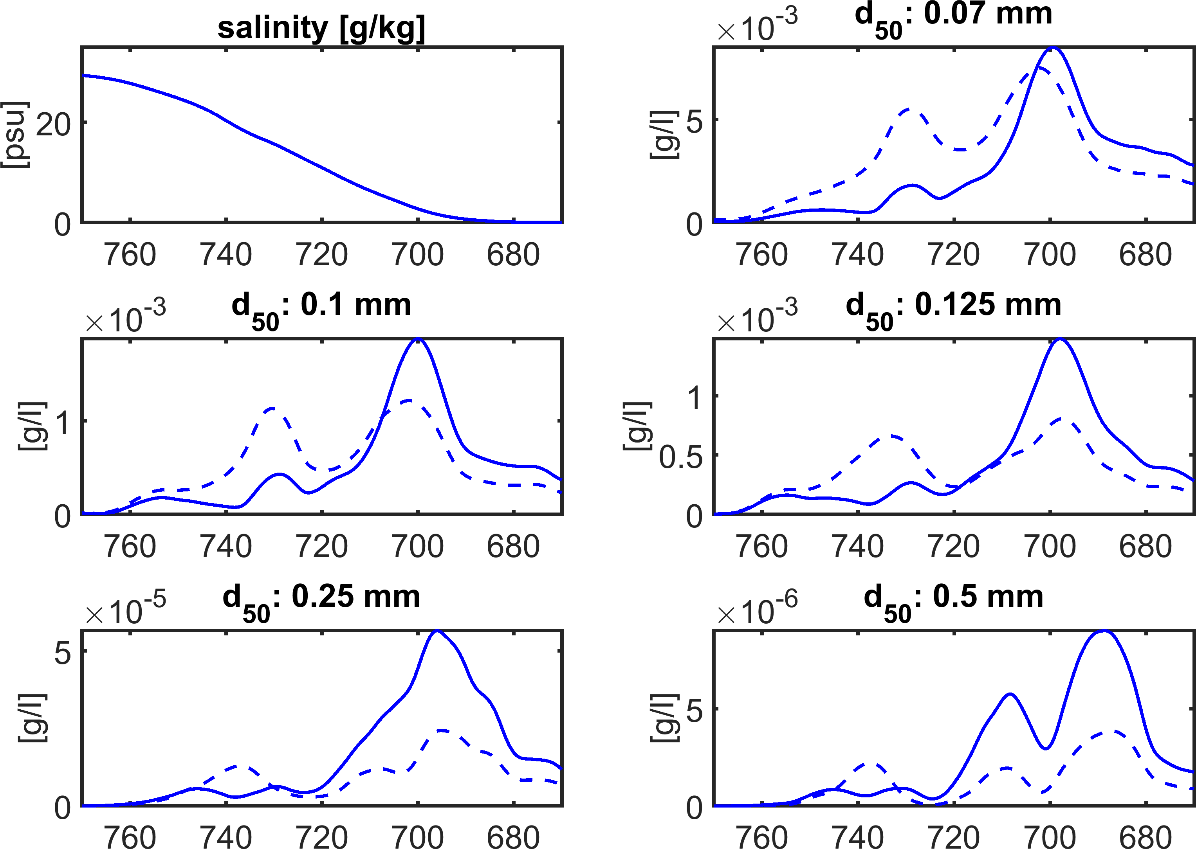 salinity [g/kg]
[psu]
20
0
760 740 720 700 680
d50: 0.07 mm
×10-3
[g/l]
5
0
760 740 720 700 680
d50: 0.1 mm
×10-3
[g/l]
1
0
760 740 720 700 680
d50: 0.125 mm
×10-3
[g/l]
1
0.5
0
760 740 720 700 680
d50: 0.25 mm
×10-5
[g/l]
5
0
760 740 720 700 680
d50: 0.5 mm
×10-6
[g/l]
5
0
760 740 720 700 680